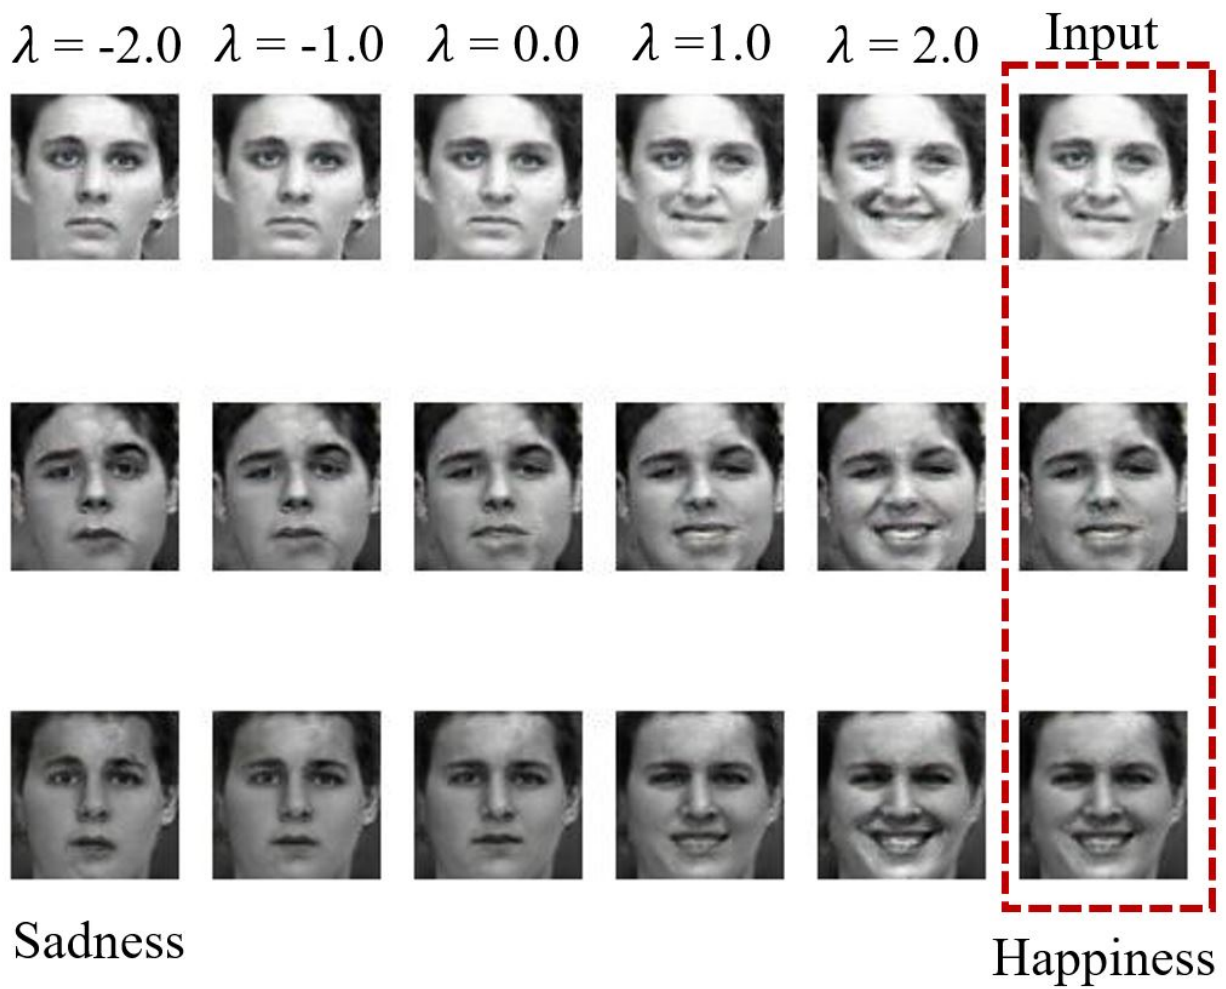 λ = -2.0 λ = -1.0 λ = 0.0 λ =1.0 λ = 2.0 Input
Sadness Happiness